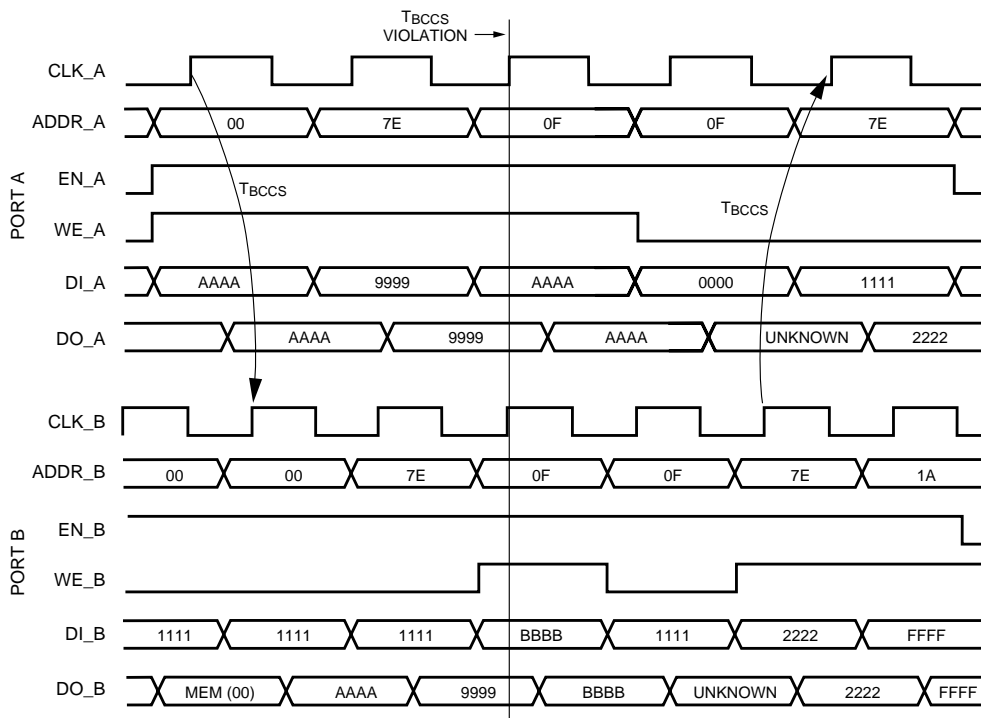 TBCCS
VIOLATION
CLK_A
ADDR_A 00 7E 0F 0F 7E
PORT A
EN_A
TBCCS TBCCS
WE_A
DI_A AAAA 9999 AAAA 0000 1111
DO_A AAAA 9999 AAAA UNKNOWN 2222
CLK_B
ADDR_B 00 00 7E 0F 0F 7E 1A
PORT B
EN_B
WE_B
DI_B 1111 1111 1111 BBBB 1111 2222 FFFF
DO_B MEM (00) AAAA 9999 BBBB UNKNOWN 2222 FFFF